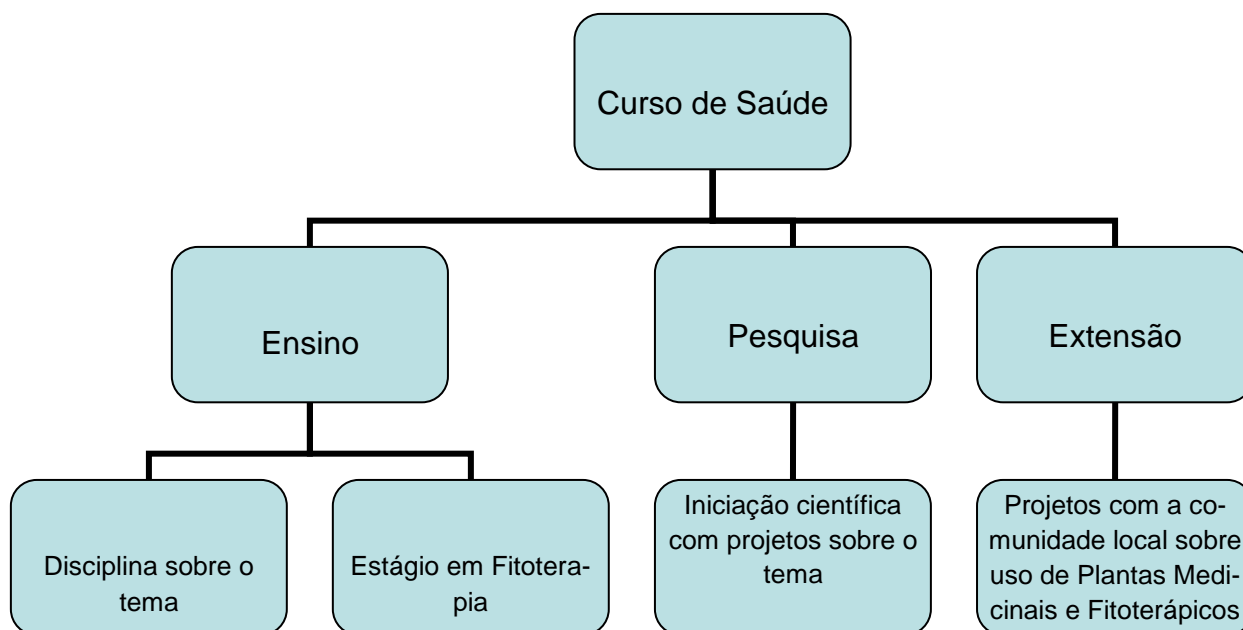 Curso de Saúde
Ensino
Pesquisa
Extensão
Disciplina sobre o
tema
Estágio em Fitotera-
pia
Iniciação científica
com projetos sobre o
tema
Projetos com a co-
munidade local sobre
uso de Plantas Medi-
cinais e Fitoterápicos